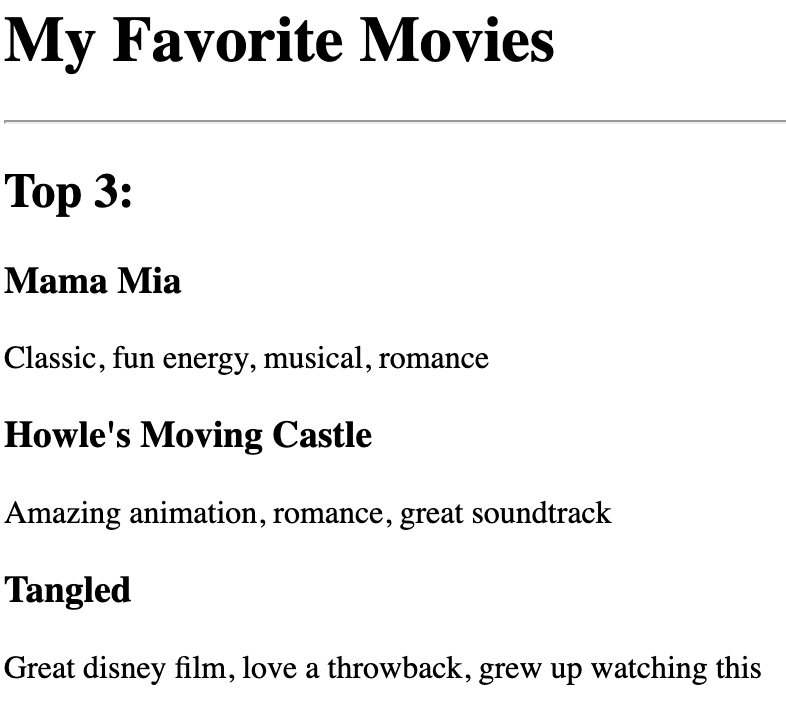 My Favorite Movies
Top 3:
Mama Mia
Classic, fun energy, musical, romance
Howle's Moving Castle
Amazing animation, romance, great soundtrack
Tangled
Great disney film, love a throwback, grew up watching this